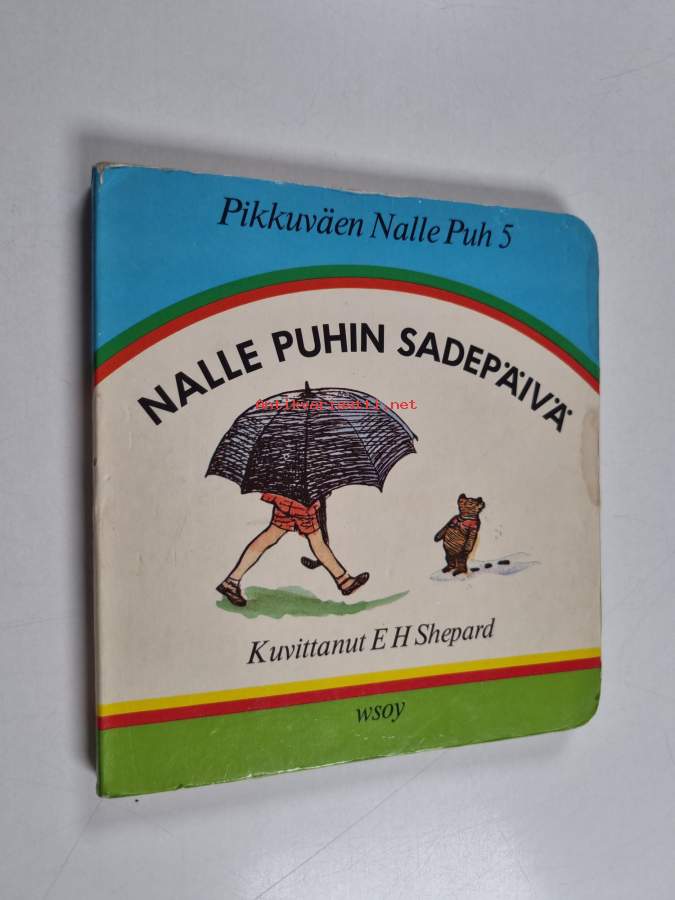 Pikkuväen Nalle Puh 5
NALLE PUHIN SADEPÄIVÄ
Antikvariaatti.net
Kuvittanut E H Shepard
wsoy